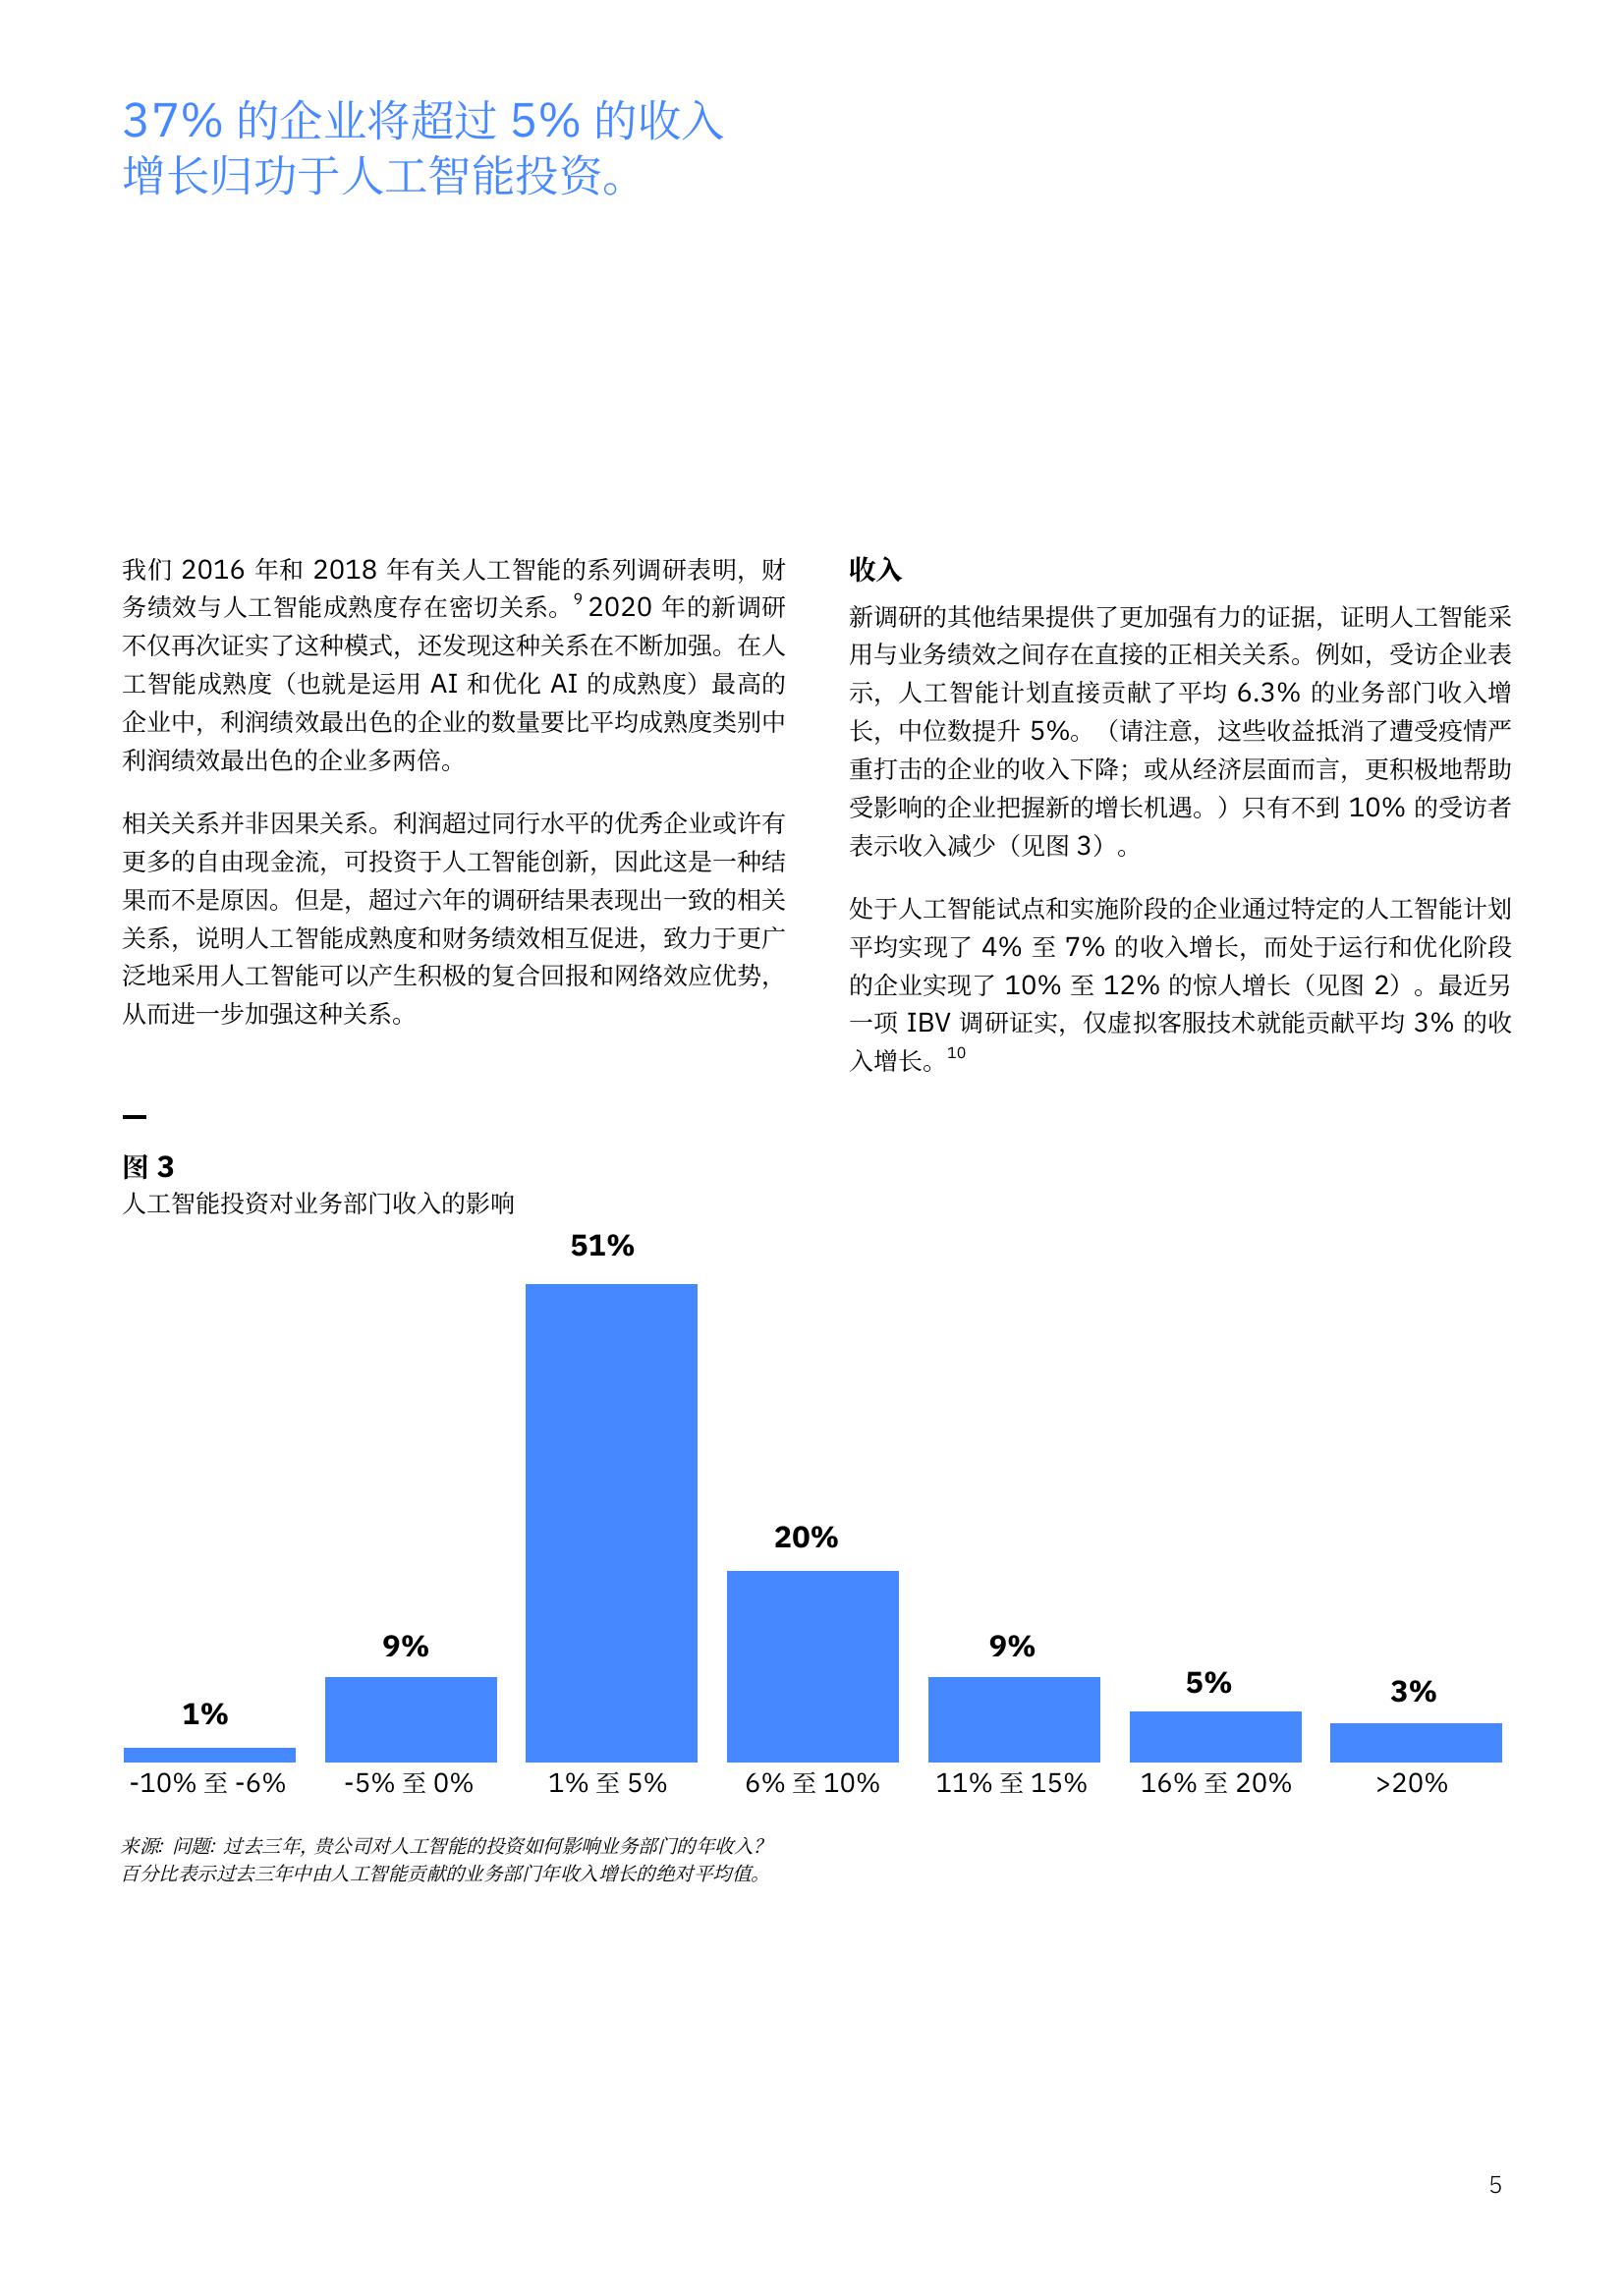 37% 的企业将超过 5% 的收入
增长归功于人工智能投资。
我们 2016 年和 2018 年有关人工智能的系列调研表明，财
务绩效与人工智能成熟度存在密切关系。9 2020 年的新调研
不仅再次证实了这种模式，还发现这种关系在不断加强。在人
工智能成熟度（也就是运用 AI 和优化 AI 的成熟度）最高的
企业中，利润绩效最出色的企业的数量要比平均成熟度类别中
利润绩效最出色的企业多两倍。
相关关系并非因果关系。利润超过同行水平的优秀企业或许有
更多的自由现金流，可投资于人工智能创新，因此这是一种结
果而不是原因。但是，超过六年的调研结果表现出一致的相关
关系，说明人工智能成熟度和财务绩效相互促进，致力于更广
泛地采用人工智能可以产生积极的复合回报和网络效应优势，
从而进一步加强这种关系。
收入
新调研的其他结果提供了更加强有力的证据，证明人工智能采
用与业务绩效之间存在直接的正相关关系。例如，受访企业表
示，人工智能计划直接贡献了平均 6.3% 的业务部门收入增
长，中位数提升 5%。（请注意，这些收益抵消了遭受疫情严
重打击的企业的收入下降；或从经济层面而言，更积极地帮助
受影响的企业把握新的增长机遇。）只有不到 10% 的受访者
表示收入减少（见图 3）。
处于人工智能试点和实施阶段的企业通过特定的人工智能计划
平均实现了 4% 至 7% 的收入增长，而处于运行和优化阶段
的企业实现了 10% 至 12% 的惊人增长（见图 2）。最近另
一项 IBV 调研证实，仅虚拟客服技术就能贡献平均 3% 的收
入增长。10
图 3
人工智能投资对业务部门收入的影响
51%
20%
9%
9%
5%
3%
1%
-10% 至 -6%
-5% 至 0%
1% 至 5%
6% 至 10%
11% 至 15%
16% 至 20%
>20%
来源: 问题: 过去三年，贵公司对人工智能的投资如何影响业务部门的年收入？
百分比表示过去三年中由人工智能贡献的业务部门年收入增长的绝对平均值。
5